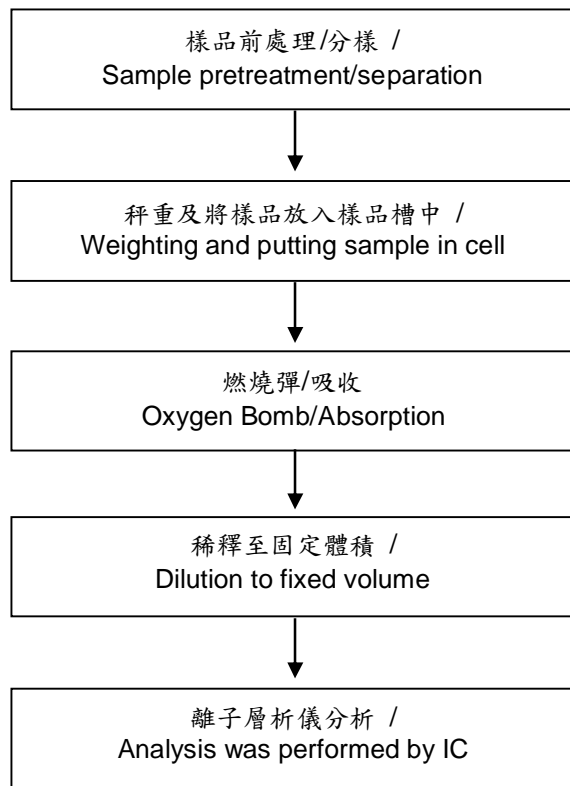 樣品前處理/分樣 /
Sample pretreatment/separation
秤重及將樣品放入樣品槽中 /
Weighting and putting sample in cell
燃燒彈/吸收
Oxygen Bomb/Absorption
稀釋至固定體積 /
Dilution to fixed volume
離子層析儀分析 /
Analysis was performed by IC